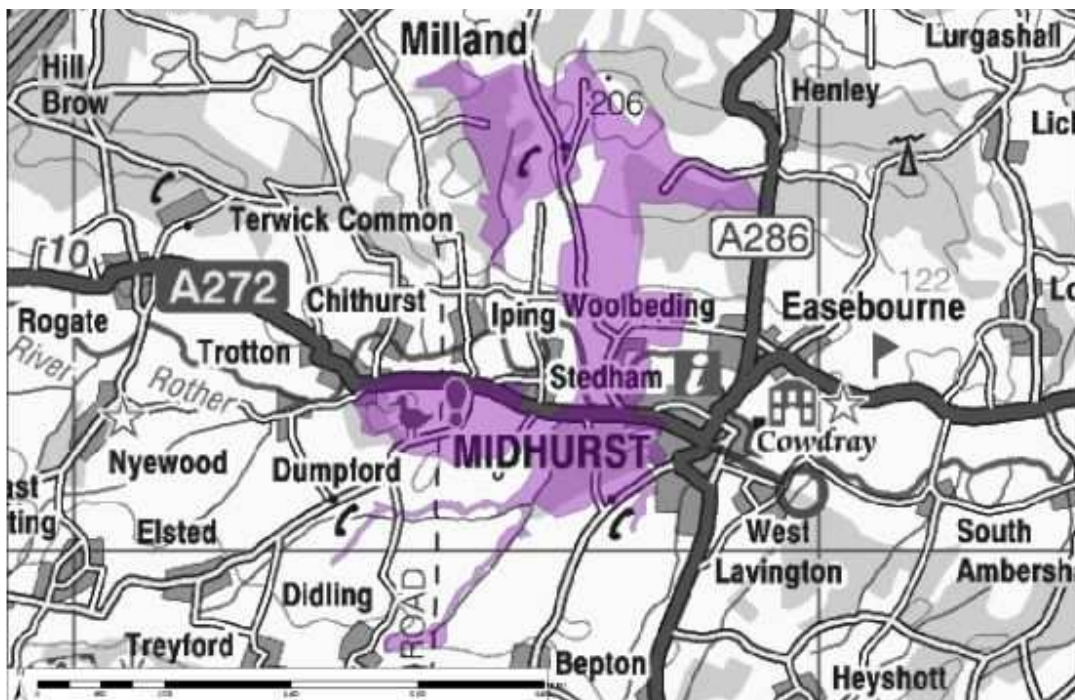 Milland
Lurgashall
Hill
Brow
206
Henley
Terwick Common
10
A286
A272
122
Chithurst
Iping
Woolbeding
Easebourne
Rogate
Trotton
River
Rother
Stedham
i
MIDHURST
Cowdray
Nyewood
Dumpford
Elsted
West
Lavington
South
Didling
ROAD
Treyford
Bepton
Heyshott